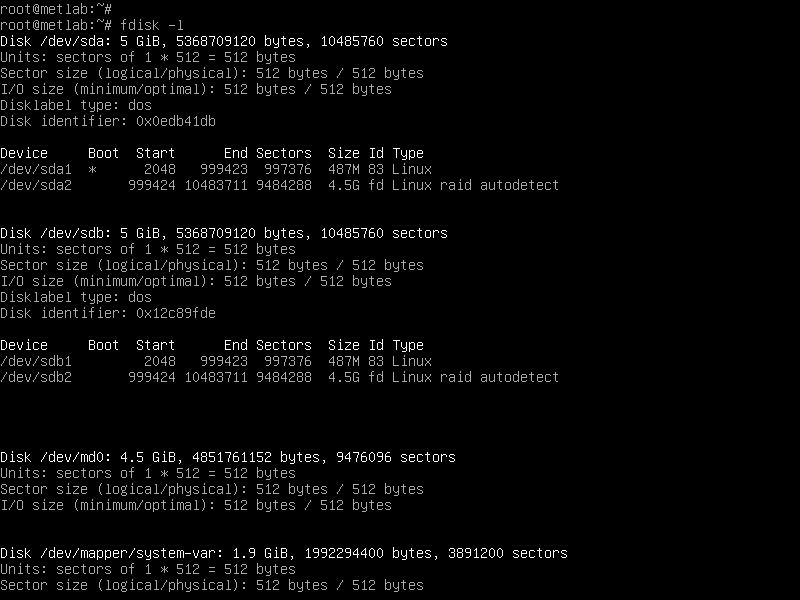 root@metlab:~#
root@metlab:~# fdisk -l
Disk /dev/sda: 5 GiB, 5368709120 bytes, 10485760 sectors
Units: sectors of 1 * 512 = 512 bytes
Sector size (logical/physical): 512 bytes / 512 bytes
I/O size (minimum/optimal): 512 bytes / 512 bytes
Disklabel type: dos
Disk identifier: 0x0edb41db
Device     Boot  Start      End Sectors  Size Id Type
/dev/sda1  *      2048   999423  997376  487M 83 Linux
/dev/sda2       999424 10483711 9484288  4.5G fd Linux raid autodetect
Disk /dev/sdb: 5 GiB, 5368709120 bytes, 10485760 sectors
Units: sectors of 1 * 512 = 512 bytes
Sector size (logical/physical): 512 bytes / 512 bytes
I/O size (minimum/optimal): 512 bytes / 512 bytes
Disklabel type: dos
Disk identifier: 0x12c89fde
Device     Boot  Start      End Sectors  Size Id Type
/dev/sdb1         2048   999423  997376  487M 83 Linux
/dev/sdb2       999424 10483711 9484288  4.5G fd Linux raid autodetect
Disk /dev/md0: 4.5 GiB, 4851761152 bytes, 9476096 sectors
Units: sectors of 1 * 512 = 512 bytes
Sector size (logical/physical): 512 bytes / 512 bytes
I/O size (minimum/optimal): 512 bytes / 512 bytes
Disk /dev/mapper/system-var: 1.9 GiB, 1992294400 bytes, 3891200 sectors
Units: sectors of 1 * 512 = 512 bytes
Sector size (logical/physical): 512 bytes / 512 bytes